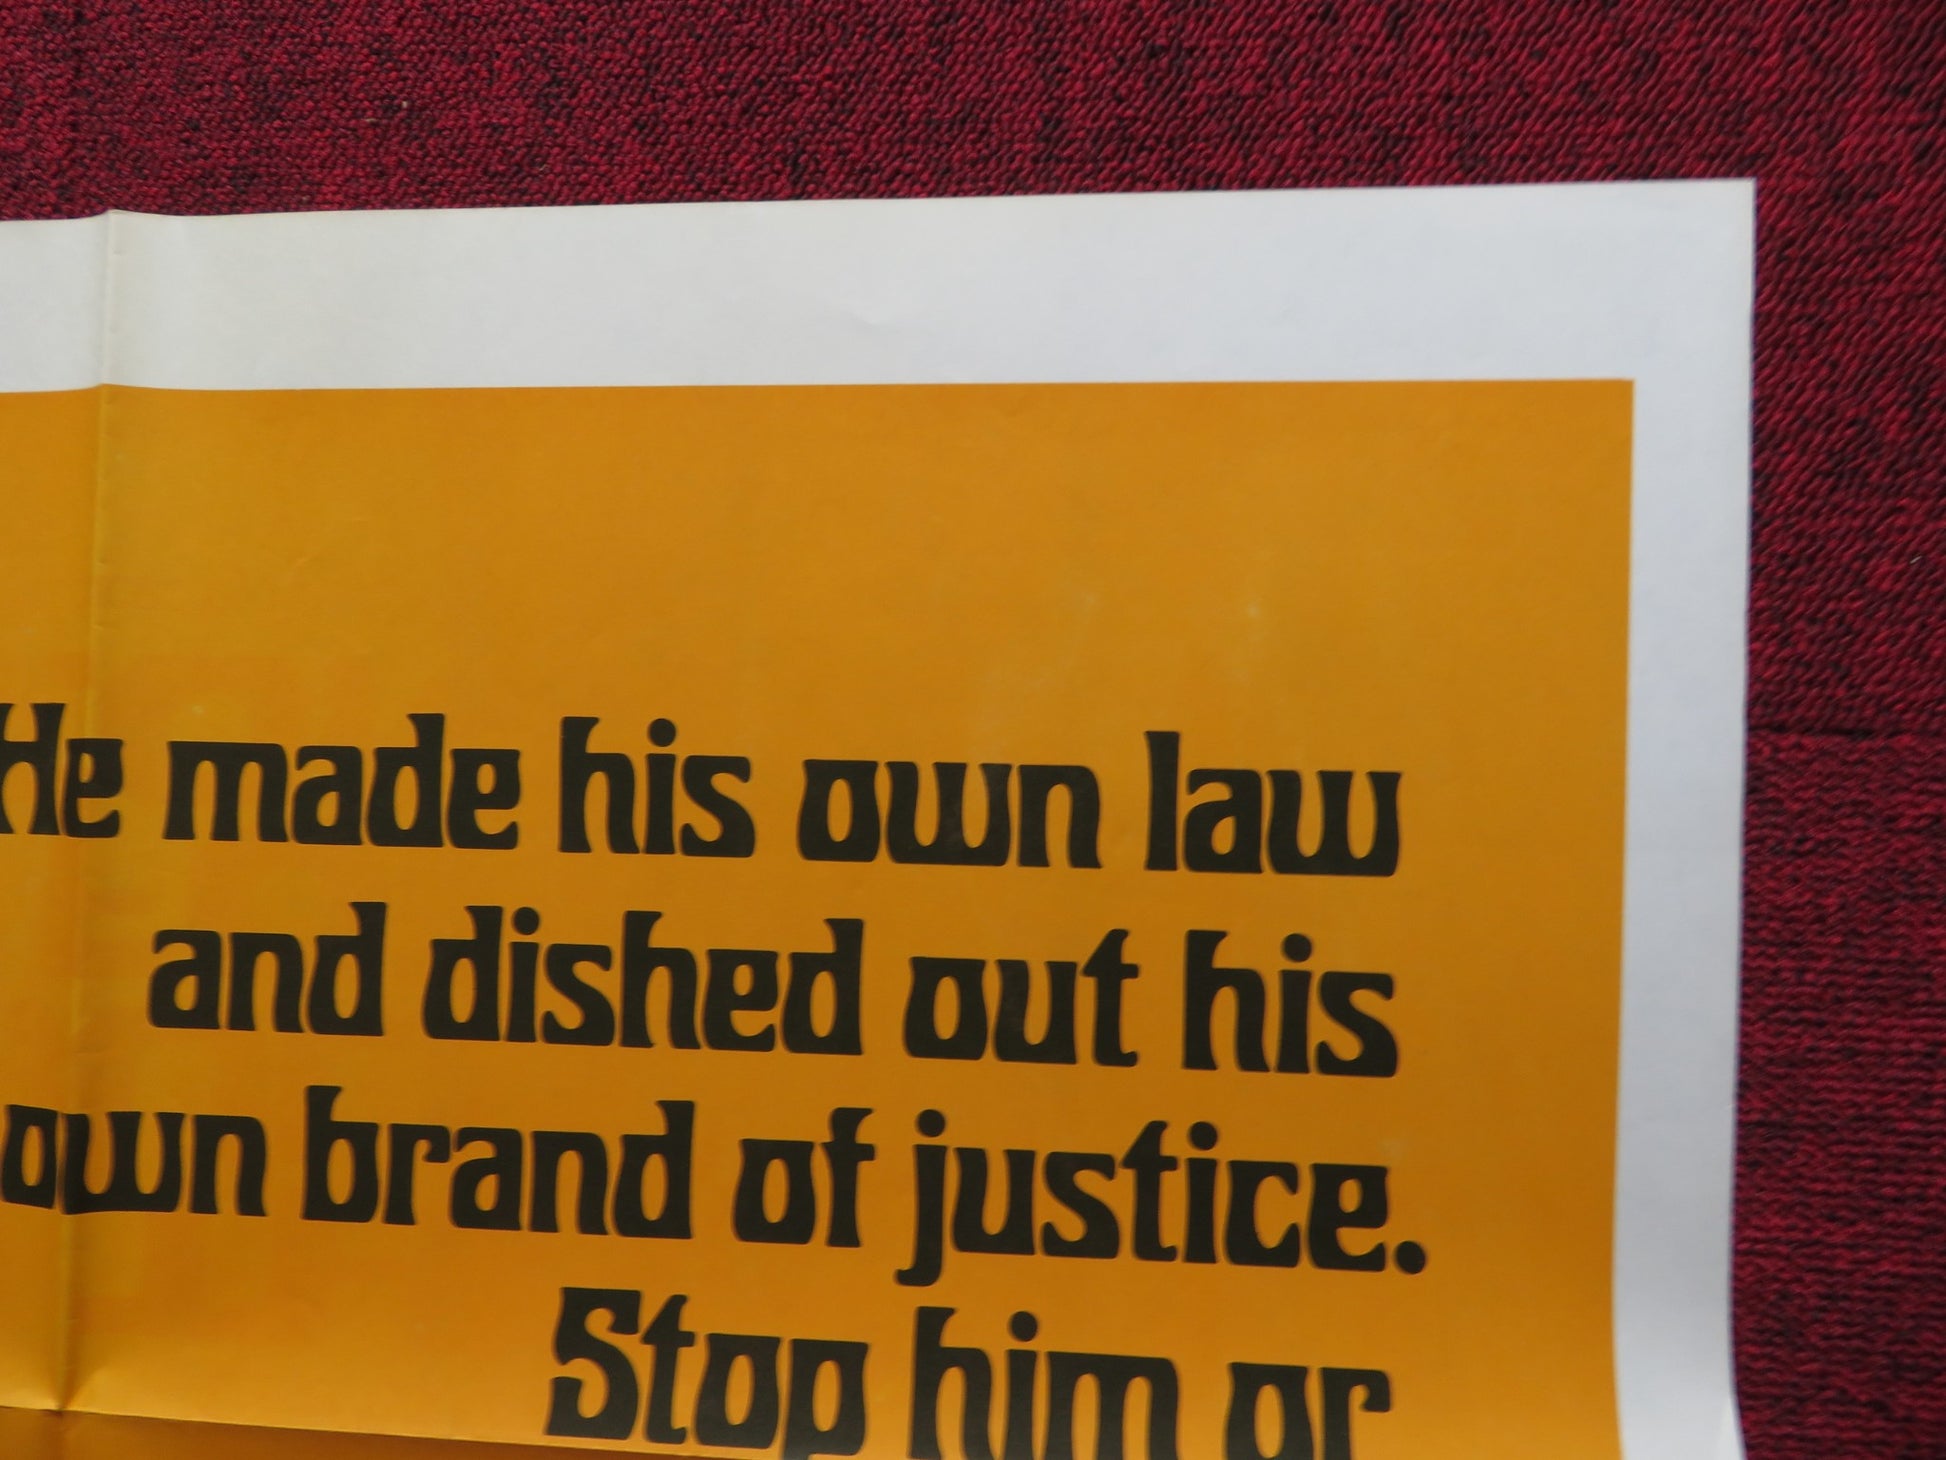 He made his own law
and dished out his
own brand of justice.
Stop him or